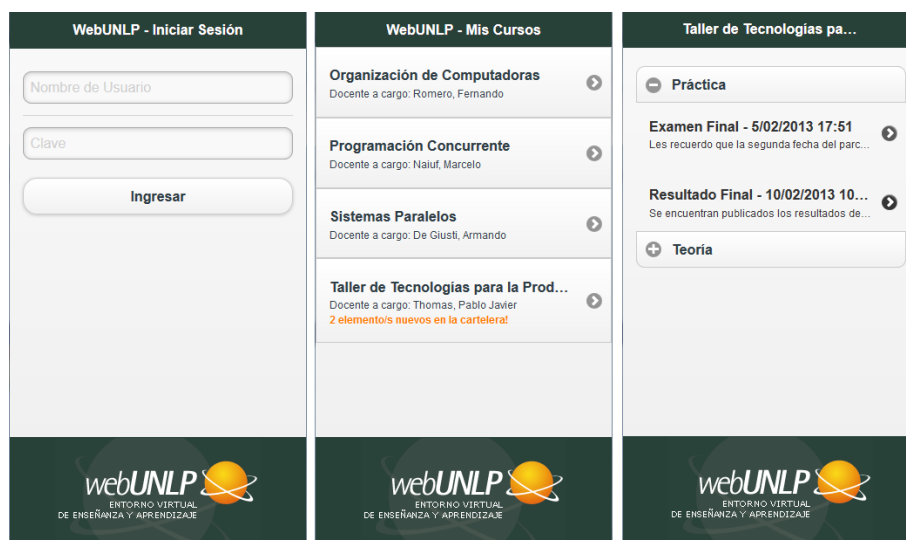 WebUNLP - Iniciar Sesión
Nombre de Usuario
Clave
Ingresar
webUNLP
ENTORNO VIRTUAL
DE ENSEÑANZA Y APRENDIZAJE
WebUNLP - Mis Cursos
Organización de Computadoras
Docente a cargo: Romero, Fernando
Programación Concurrente
Docente a cargo: Naiuf, Marcelo
Sistemas Paralelos
Docente a cargo: De Giusti, Armando
Taller de Tecnologías para la Prod...
Docente a cargo: Thomas, Pablo Javier
2 elemento/s nuevos en la cartelera!
webUNLP
ENTORNO VIRTUAL
DE ENSEÑANZA Y APRENDIZAJE
Taller de Tecnologías pa...
Práctica
Examen Final - 5/02/2013 17:51
Les recuerdo que la segunda fecha del parc...
Resultado Final - 10/02/2013 10...
Se encuentran publicados los resultados de...
Teoría
webUNLP
ENTORNO VIRTUAL
DE ENSEÑANZA Y APRENDIZAJE